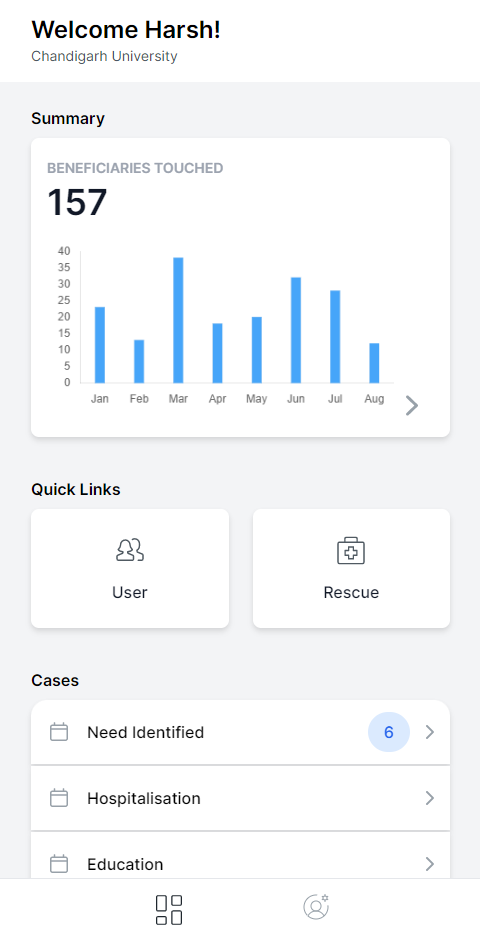 Welcome Harsh!
Chandigarh University
Summary
BENEFICIARIES TOUCHED
157
40
35
30
25
20
15
10
5
0
Jan Feb Mar Apr May Jun Jul Aug
Quick Links
User Rescue
Cases
Need Identified 6
Hospitalisation
Education